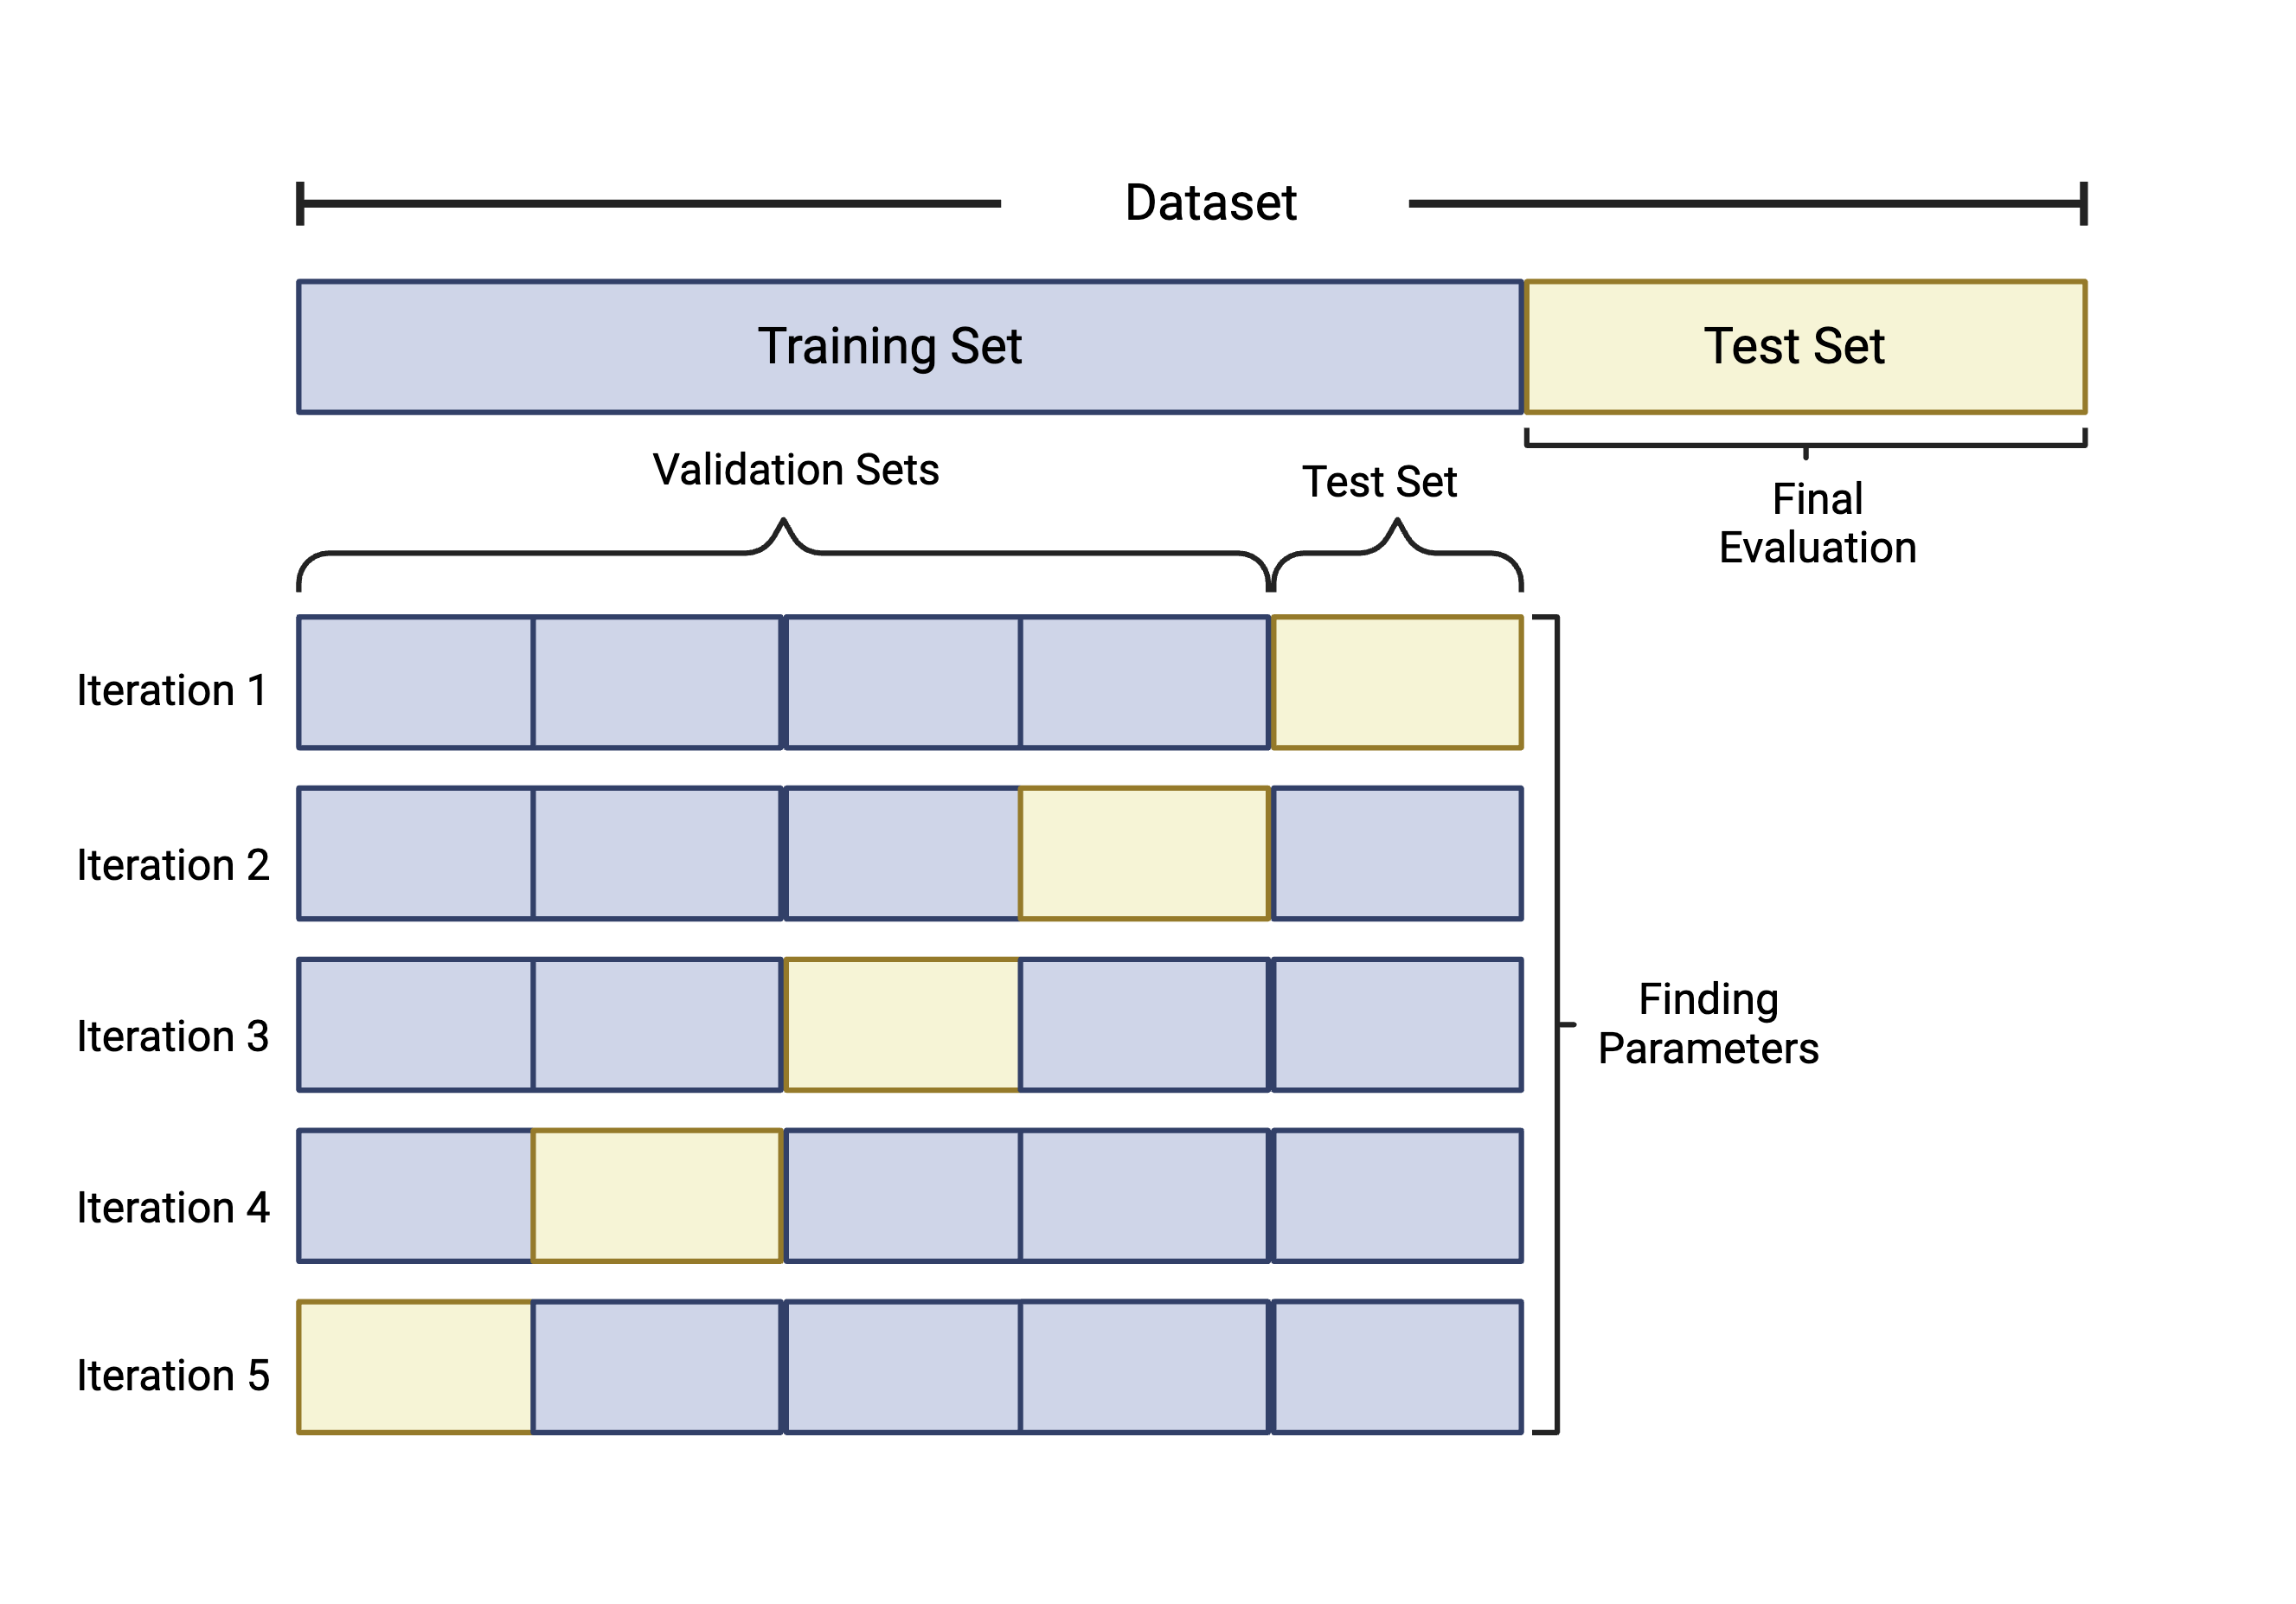 Dataset
Training Set
Test Set
Validation Sets
Test Set
Final
Evaluation
Iteration 1
Iteration 2
Iteration 3
Finding
Parameters
Iteration 4
Iteration 5